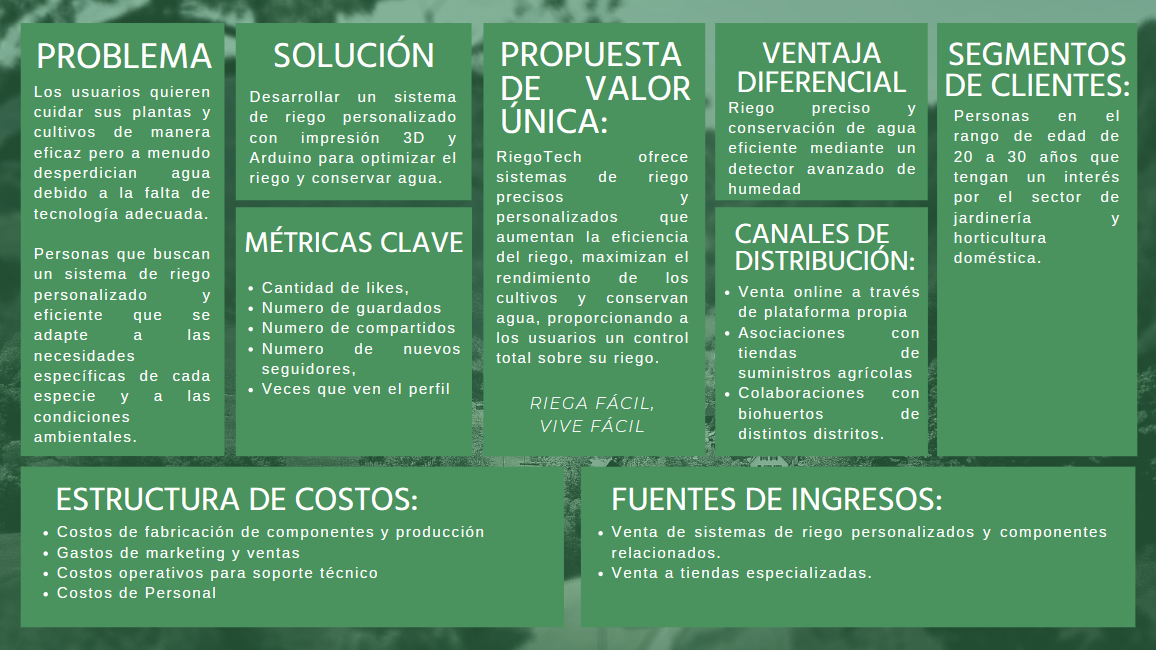 PROBLEMA
Los usuarios quieren
cuidar sus plantas y
cultivos de manera
eficaz pero a menudo
desperdician agua
debido a la falta de
tecnología adecuada.
Personas que buscan
un sistema de riego
personalizado y
eficiente que se
adapte a las
necesidades
específicas de cada
especie y a las
condiciones
ambientales.
SOLUCIÓN
Desarrollar un sistema
de riego personalizado
con impresión 3D y
Arduino para optimizar el
riego y conservar agua.
MÉTRICAS CLAVE
• Cantidad de likes,
• Numero de guardados
• Numero de compartidos
• Numero de nuevos
seguidores,
• Veces que ven el perfil
PROPUESTA
DE VALOR
ÚNICA:
RiegoTech ofrece
sistemas de riego
precisos y
personalizados que
aumentan la eficiencia
del riego, maximizan el
rendimiento de los
cultivos y conservan
agua, proporcionando a
los usuarios un control
total sobre su riego.
RIEGA FÁCIL,
VIVE FÁCIL
VENTAJA
DIFERENCIAL
Riego preciso y
conservación de agua
eficiente mediante un
detector avanzado de
humedad
CANALES DE
DISTRIBUCIÓN:
• Venta online a través
de plataforma propia
• Asociaciones con
tiendas de
suministros agrícolas
• Colaboraciones con
biohuertos de
distintos distritos.
SEGMENTOS
DE CLIENTES:
Personas en el
rango de edad de
20 a 30 años que
tengan un interés
por el sector de
jardinería y
horticultura
doméstica.
ESTRUCTURA DE COSTOS:
• Costos de fabricación de componentes y producción
• Gastos de marketing y ventas
• Costos operativos para soporte técnico
• Costos de Personal
FUENTES DE INGRESOS:
• Venta de sistemas de riego personalizados y componentes
relacionados.
• Venta a tiendas especializadas.